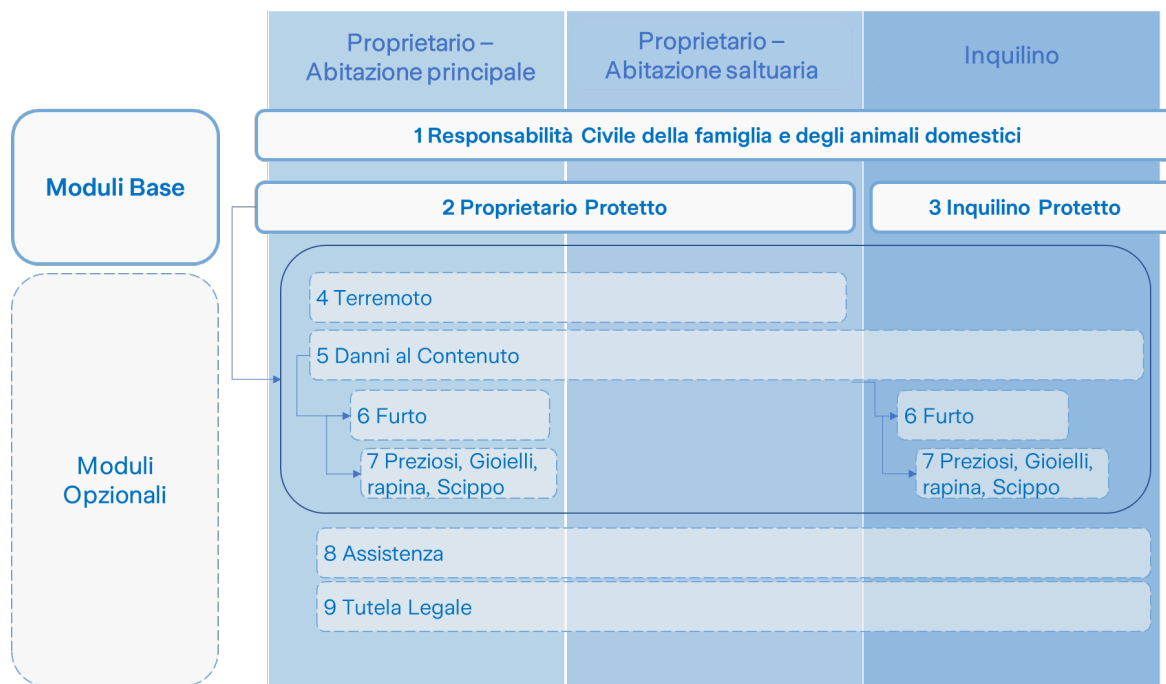 Proprietario –
Abitazione principale
Proprietario –
Abitazione saltuaria
Inquilino
Moduli Base
1 Responsabilità Civile della famiglia e degli animali domestici
2 Proprietario Protetto
3 Inquilino Protetto
Moduli
Opzionali
4 Terremoto
5 Danni al Contenuto
6 Furto
7 Preziosi, Gioielli,
rapina, Scippo
6 Furto
7 Preziosi, Gioielli,
rapina, Scippo
8 Assistenza
9 Tutela Legale